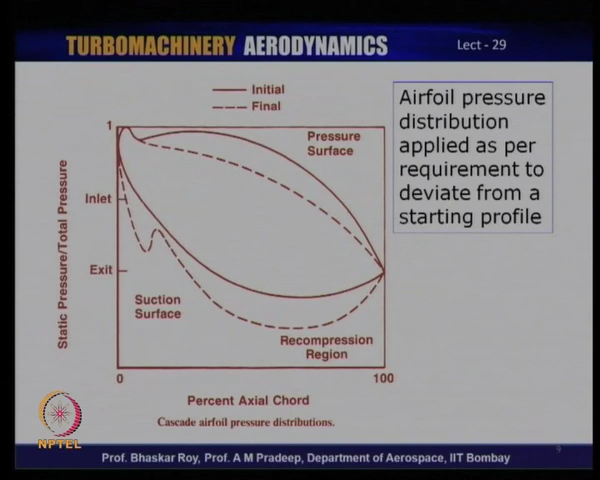 TURBOMACHINERY AERODYNAMICS
Lect - 29
Initial
Final
Airfoil pressure
distribution
applied as per
requirement to
deviate from a
starting profile
1
Pressure
Surface
Inlet
Exit
Static Pressure/Total Pressure
Suction
Surface
Recompression
Region
0
100
Percent Axial Chord
Cascade airfoil pressure distributions.
NPTEL
9
Prof. Bhaskar Roy, Prof. A M Pradeep, Department of Aerospace, IIT Bombay